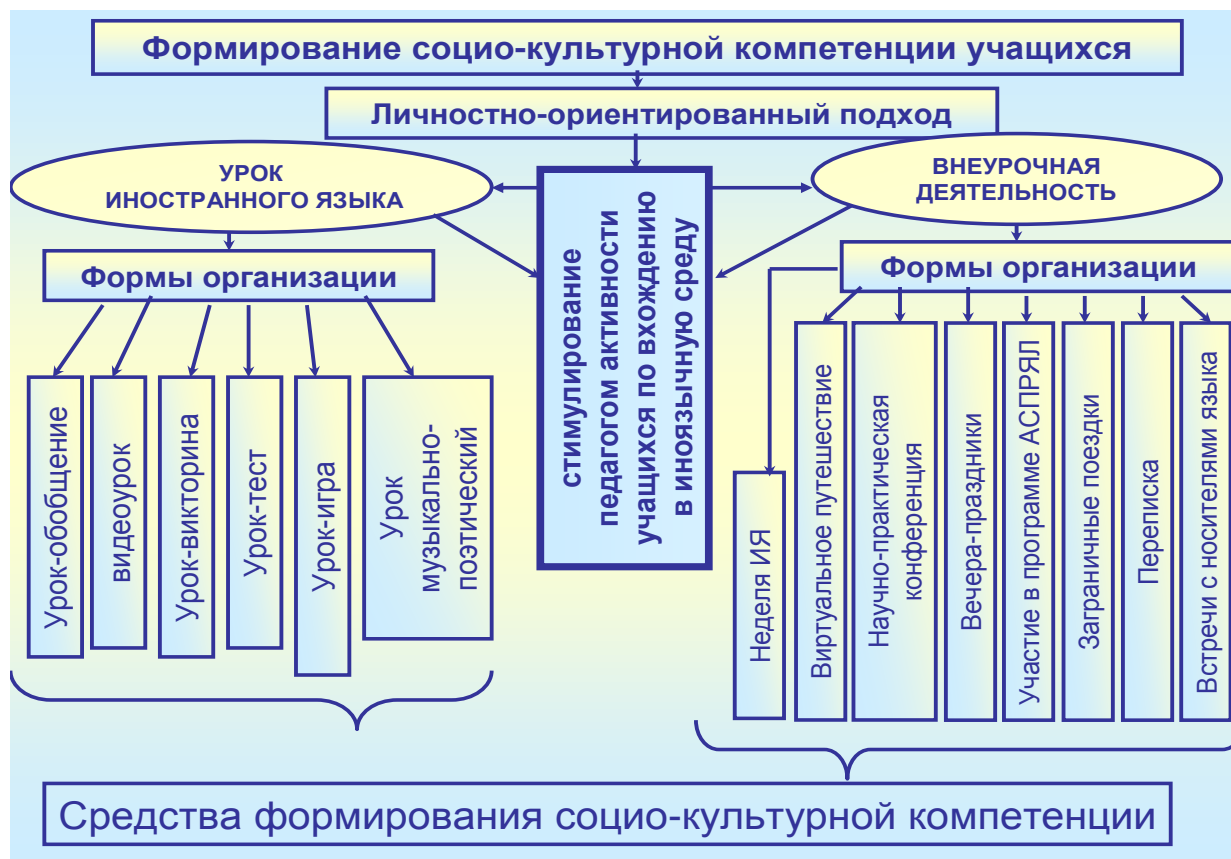 Формирование социо-культурной компетенции учащихся
Личностно-ориентированный подход
УРОК
ИНОСТРАННОГО ЯЗЫКА
ВНЕУРОЧНАЯ
ДЕЯТЕЛЬНОСТЬ
стимулирование
педагогом активности
учащихся по вхождению
в иноязычную среду
Формы организации
Урок-обобщение
видеоурок
Урок-викторина
Урок-тест
Урок-игра
Урок
музыкально-
поэтический
Формы организации
Неделя ИЯ
Виртуальное путешествие
Научно-практическая
конференция
Вечера-праздники
Участие в программе АСПРЯЛ
Заграничные поездки
Переписка
Встречи с носителями языка
Средства формирования социо-культурной компетенции